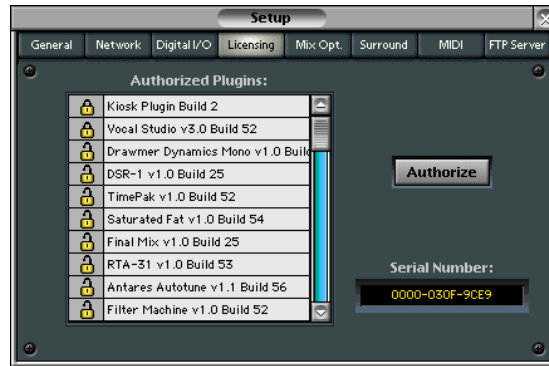 Setup
General Network Digital I/O Licensing Mix Opt. Surround MIDI FTP Server
Authorized Plugins:
Kiosk Plugin Build 2
Vocal Studio v3.0 Build 52
Drawmer Dynamics Mono v1.0 Build
DSR-1 v1.0 Build 25
TimePak v1.0 Build 52
Saturated Fat v1.0 Build 54
Final Mix v1.0 Build 25
RTA-31 v1.0 Build 53
Antares Autotune v1.1 Build 56
Filter Machine v1.0 Build 52
Authorize
Serial Number:
0000-030F-9CE9